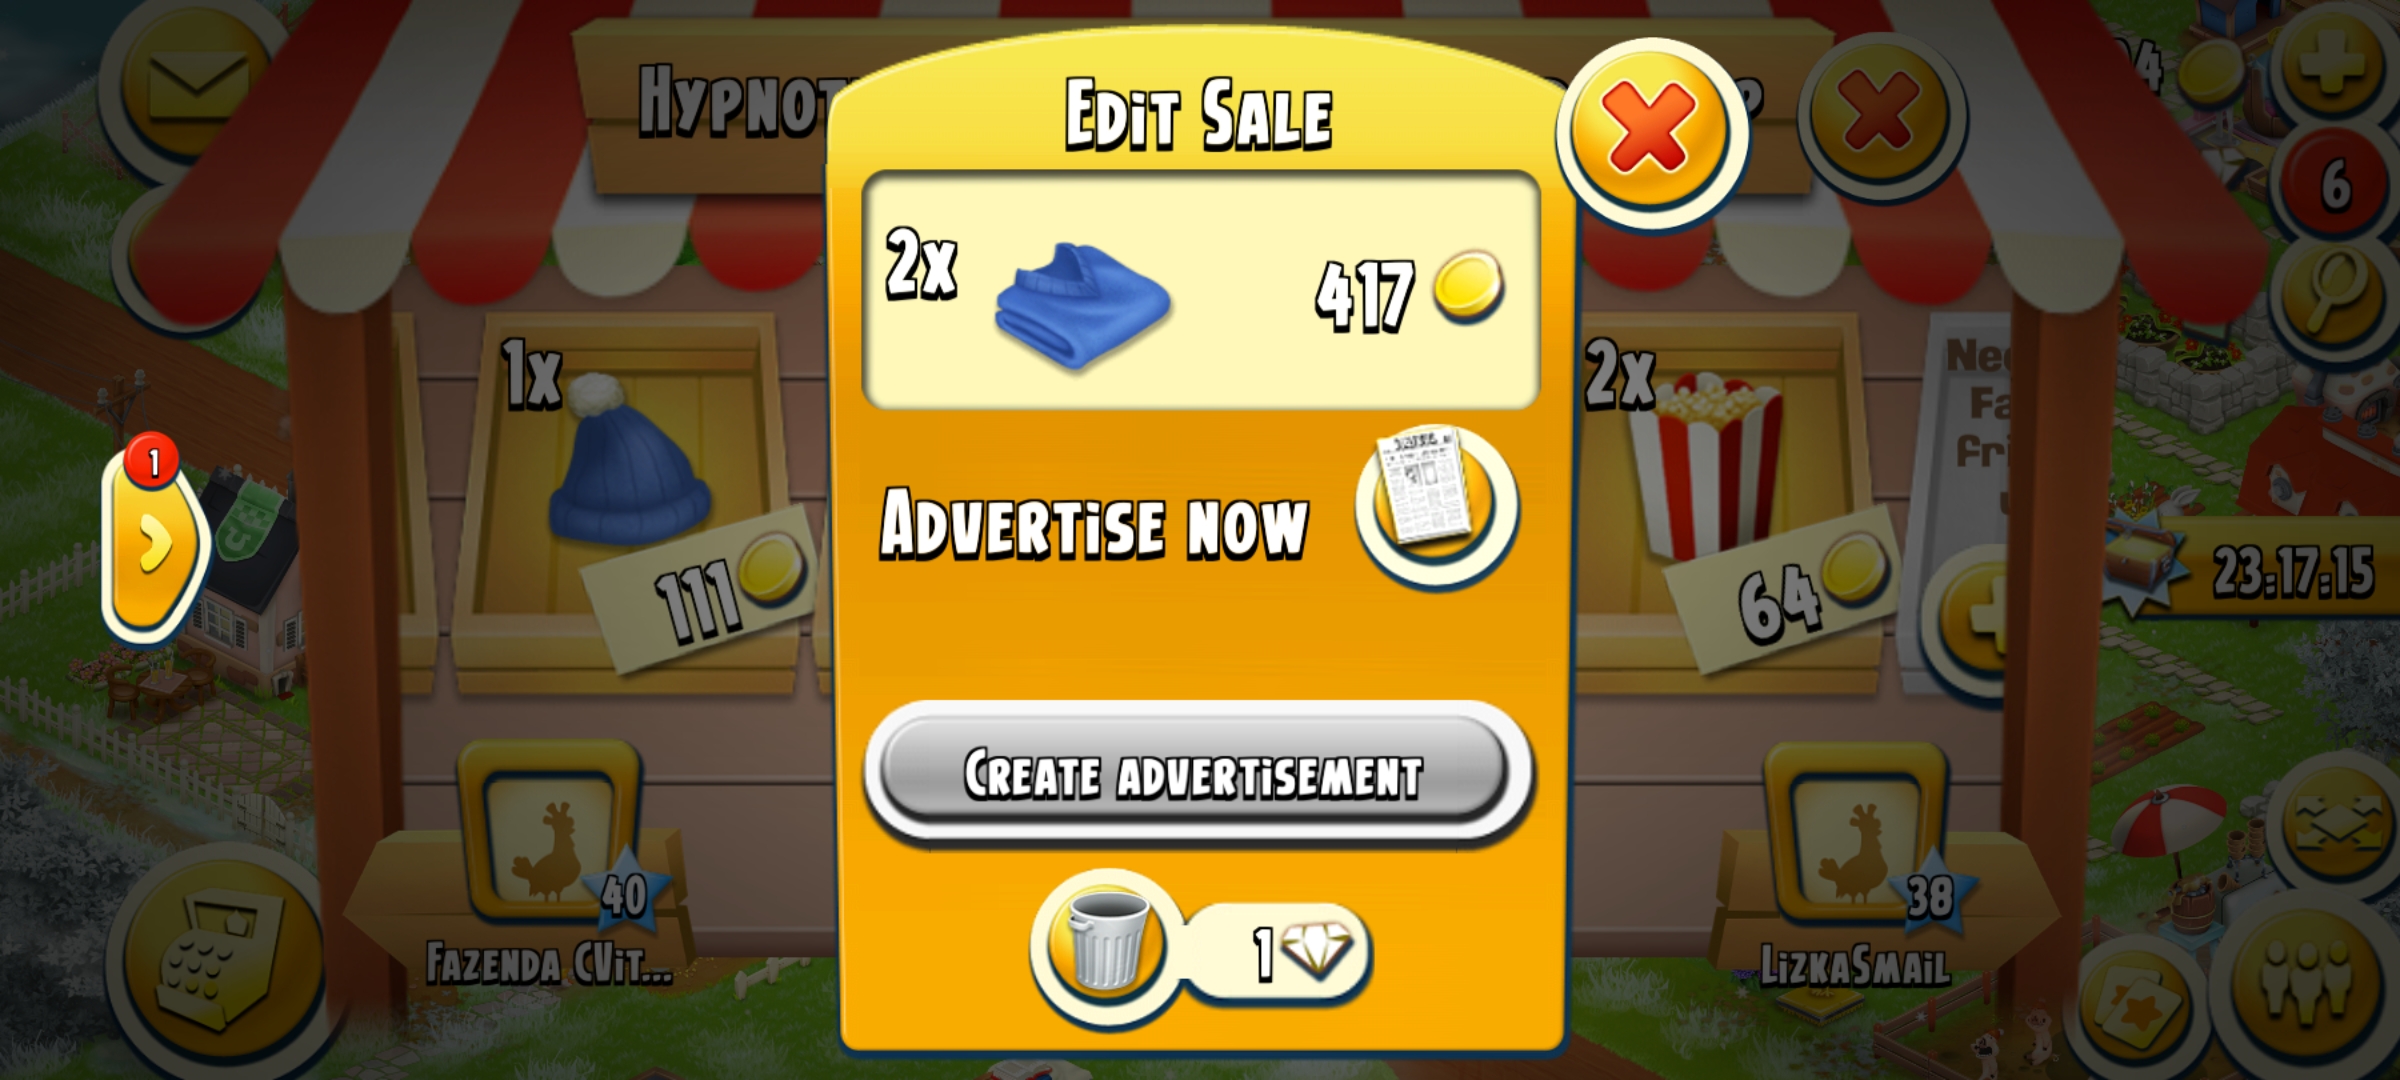 Edit Sale
2x
417
Advertise now
Create advertisement
1
1
1x
111
2x
64
6
23:17:15
40
Fazenda CVit...
38
LizkaSmail